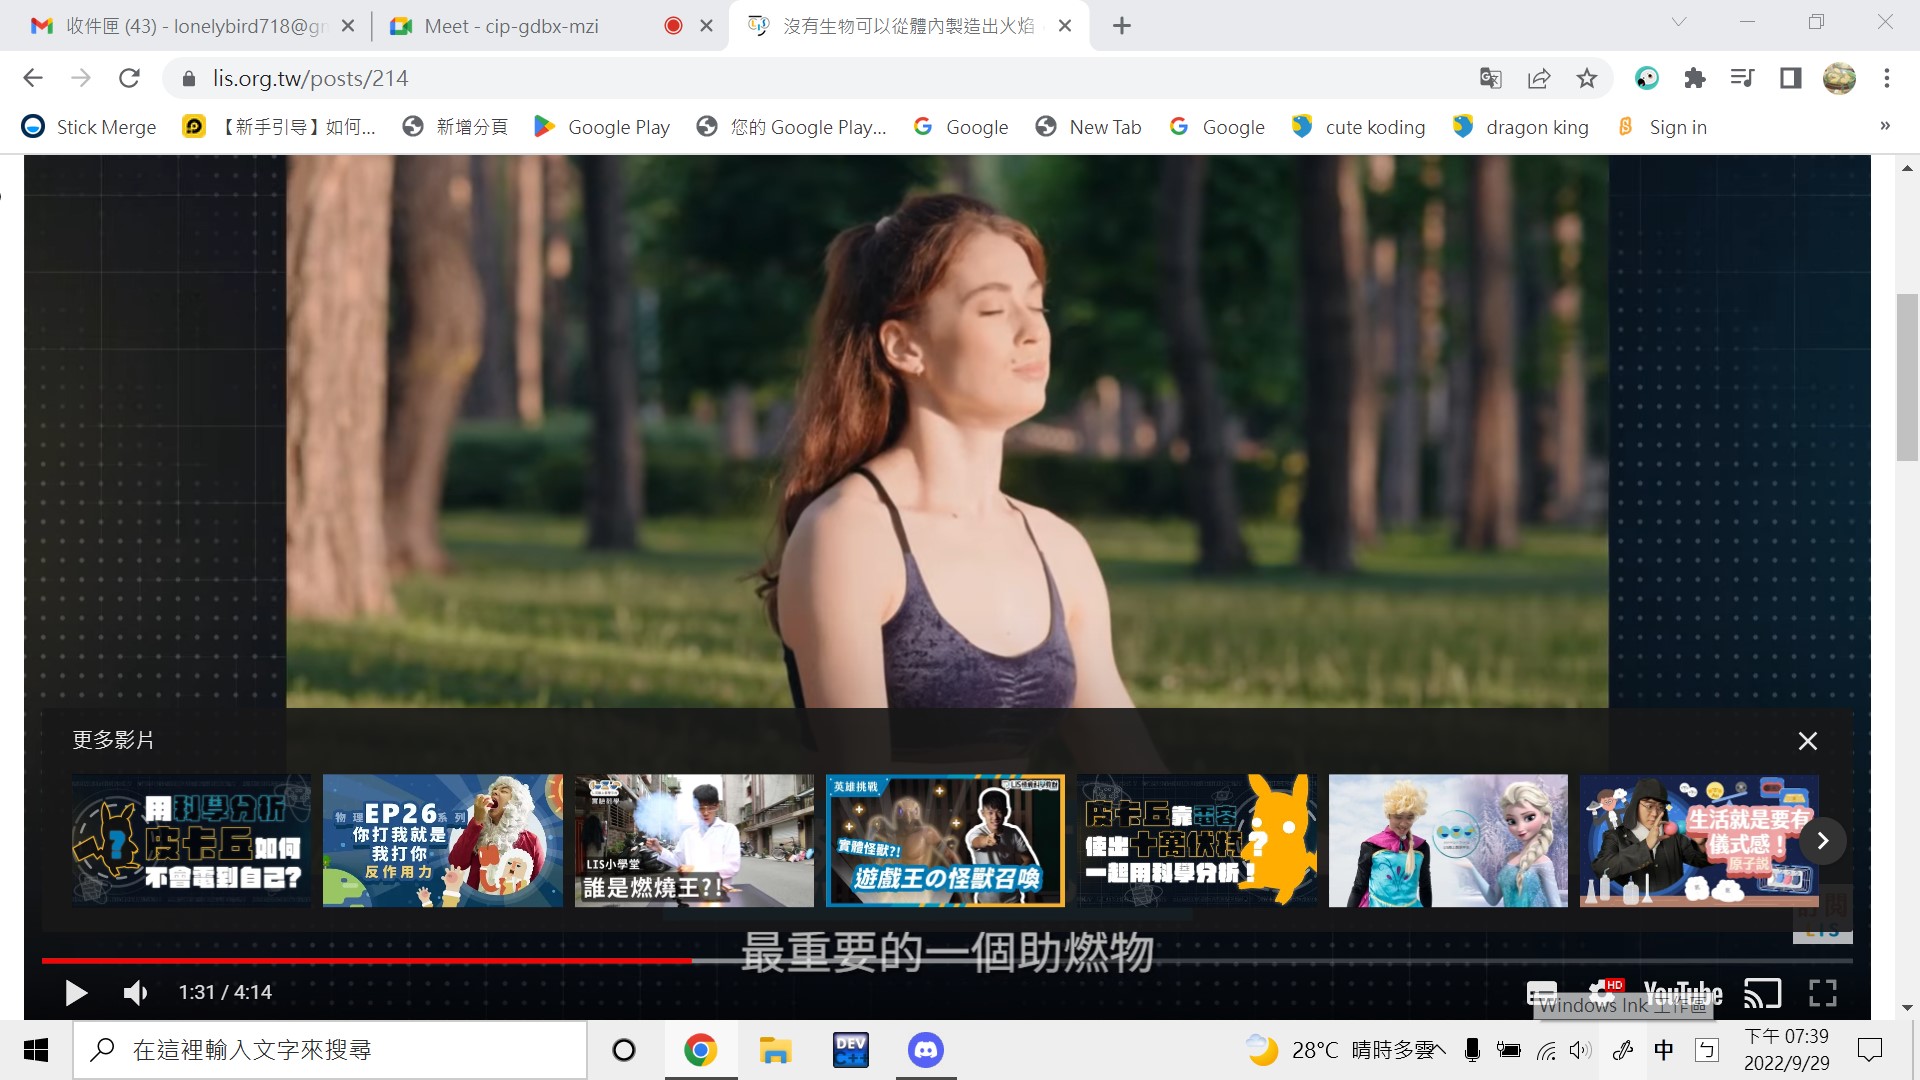 收件匣 (43) - lonelybird718@gm
Meet - cip-gdbx-mzi
沒有生物可以從體內製造出火焰
lis.org.tw/posts/214
Stick Merge
【新手引導】如何...
新增分頁
Google Play
您的 Google Play...
Google
New Tab
Google
cute koding
dragon king
Sign in
»
更多影片
用科學分析
皮卡丘如何
不會電到自己?
物理 EP26 系列
你打我就是
我打你
反作用力
LIS小學堂
誰是燃燒王?!
英雄挑戰
實體怪獸?!
遊戲王の怪獸召喚
皮卡丘靠電容
使出十萬伏特?
一起用科學分析!
生活就是要有
儀式感!
原子說
訂閱
LIS
最重要的一個助燃物
1:31 / 4:14
HD
YouTube
Windows Ink 工作區
在這裡輸入文字來搜尋
DEV
C++
28°C 晴時多雲
中
ㄅ
下午 07:39
2022/9/29